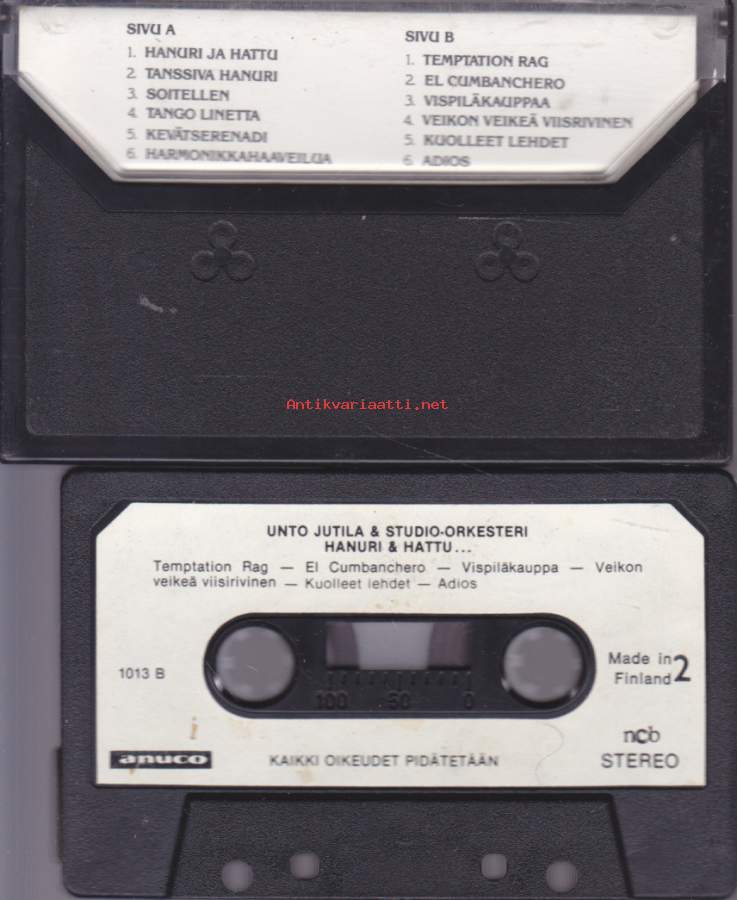 SIVU A
1. HANURI JA HATTU
2. TANSSIVA HANURI
3. SOITELLEN
4. TANGO LINETTA
5. KEVÄTSERENADI
6. HARMONIKKAHAAVEILUA
SIVU B
1. TEMPTATION RAG
2. EL CUMBANCHERO
3. VISPILÄKAUPPAA
4. VEIKON VEIKEÄ VIISRIVINEN
5. KUOLLEET LEHDET
6. ADIOS
Antikvariaatti.net
UNTO JUTILA & STUDIO-ORKESTERI
HANURI & HATTU...
Temptation Rag — El Cumbanchero — Vispiläkauppa — Veikon
veikeä viisirivinen — Kuolleet lehdet — Adios
1013 B
100 50 0
Made in
Finland 2
anuco
KAIKKI OIKEUDET PIDÄTETÄÄN
ncb
STEREO